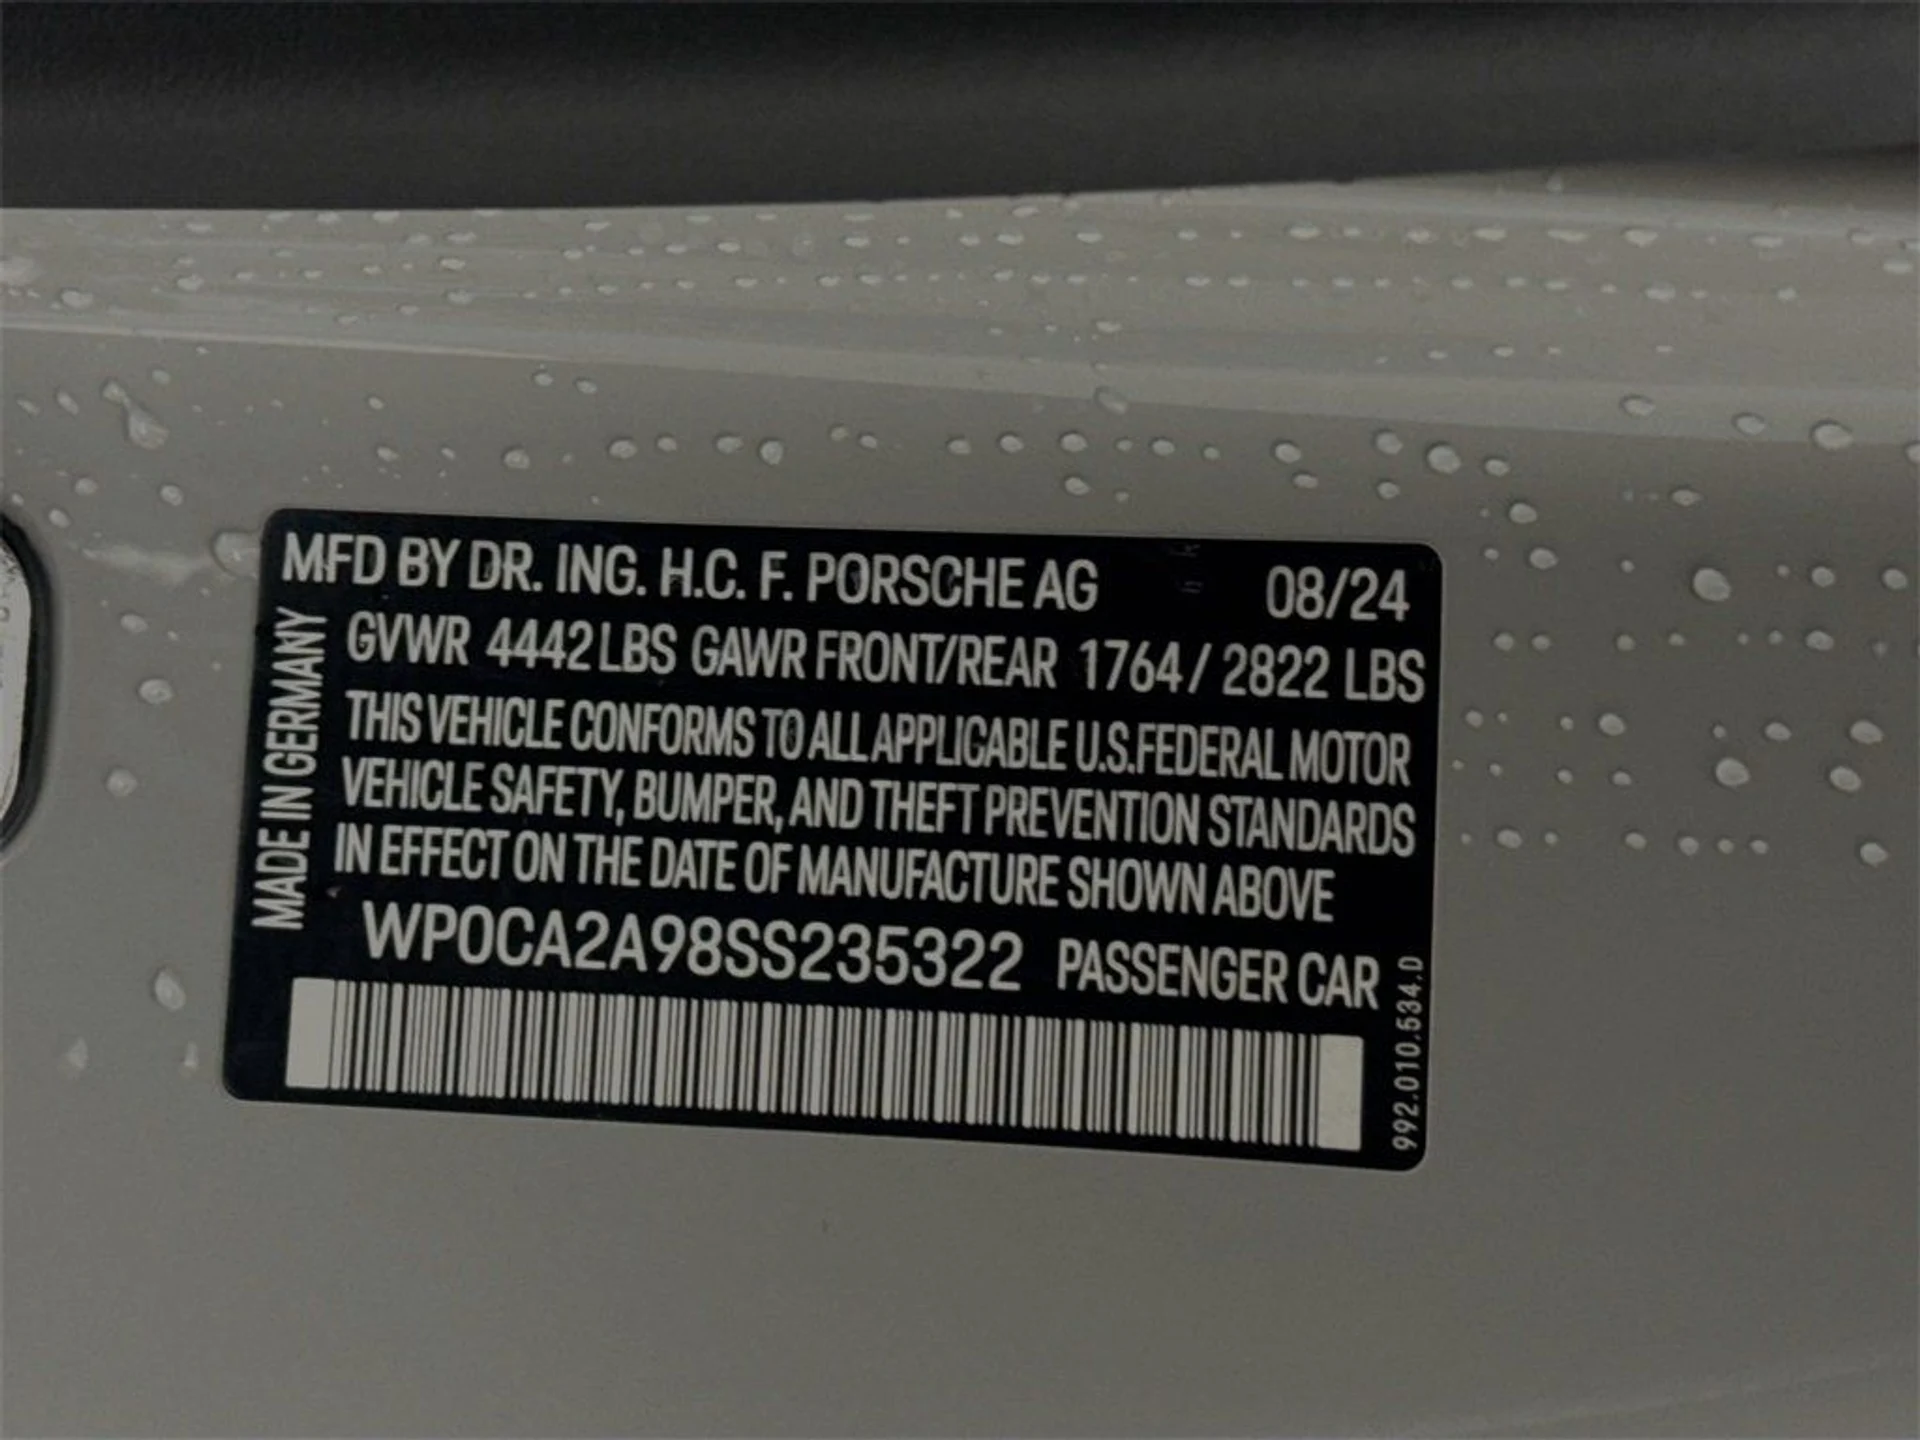 MFD BY DR. ING. H.C. F. PORSCHE AG 08/24
GVWR 4442 LBS GAWR FRONT/REAR 1764 / 2822 LBS
THIS VEHICLE CONFORMS TO ALL APPLICABLE U.S. FEDERAL MOTOR
VEHICLE SAFETY, BUMPER, AND THEFT PREVENTION STANDARDS
IN EFFECT ON THE DATE OF MANUFACTURE SHOWN ABOVE
WP0CA2A98SS235322 PASSENGER CAR
MADE IN GERMANY
992.010.534.D